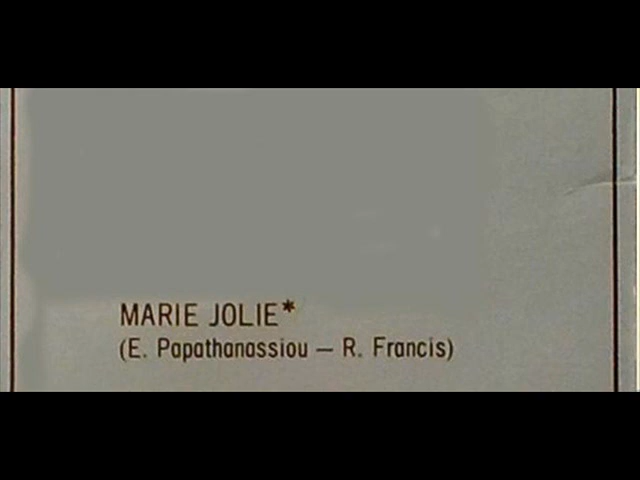 MARIE JOLIE*
(E. Papathanassiou — R. Francis)